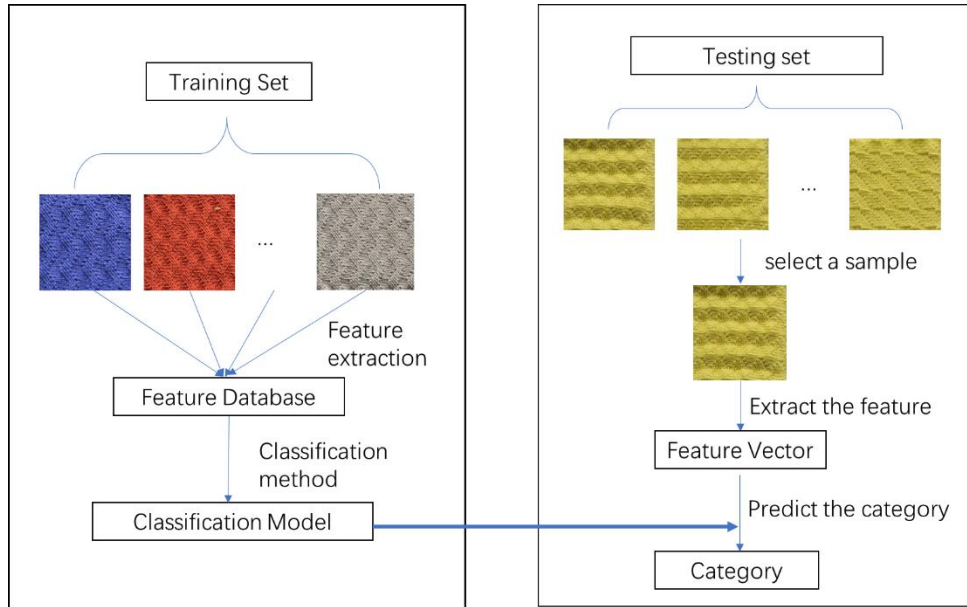 Training Set
...
Feature
extraction
Feature Database
Classification
method
Classification Model
Testing set
...
select a sample
Extract the feature
Feature Vector
Predict the category
Category